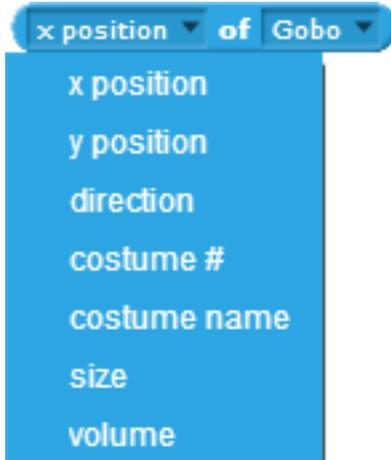 x position of Gobo
x position
y position
direction
costume #
costume name
size
volume